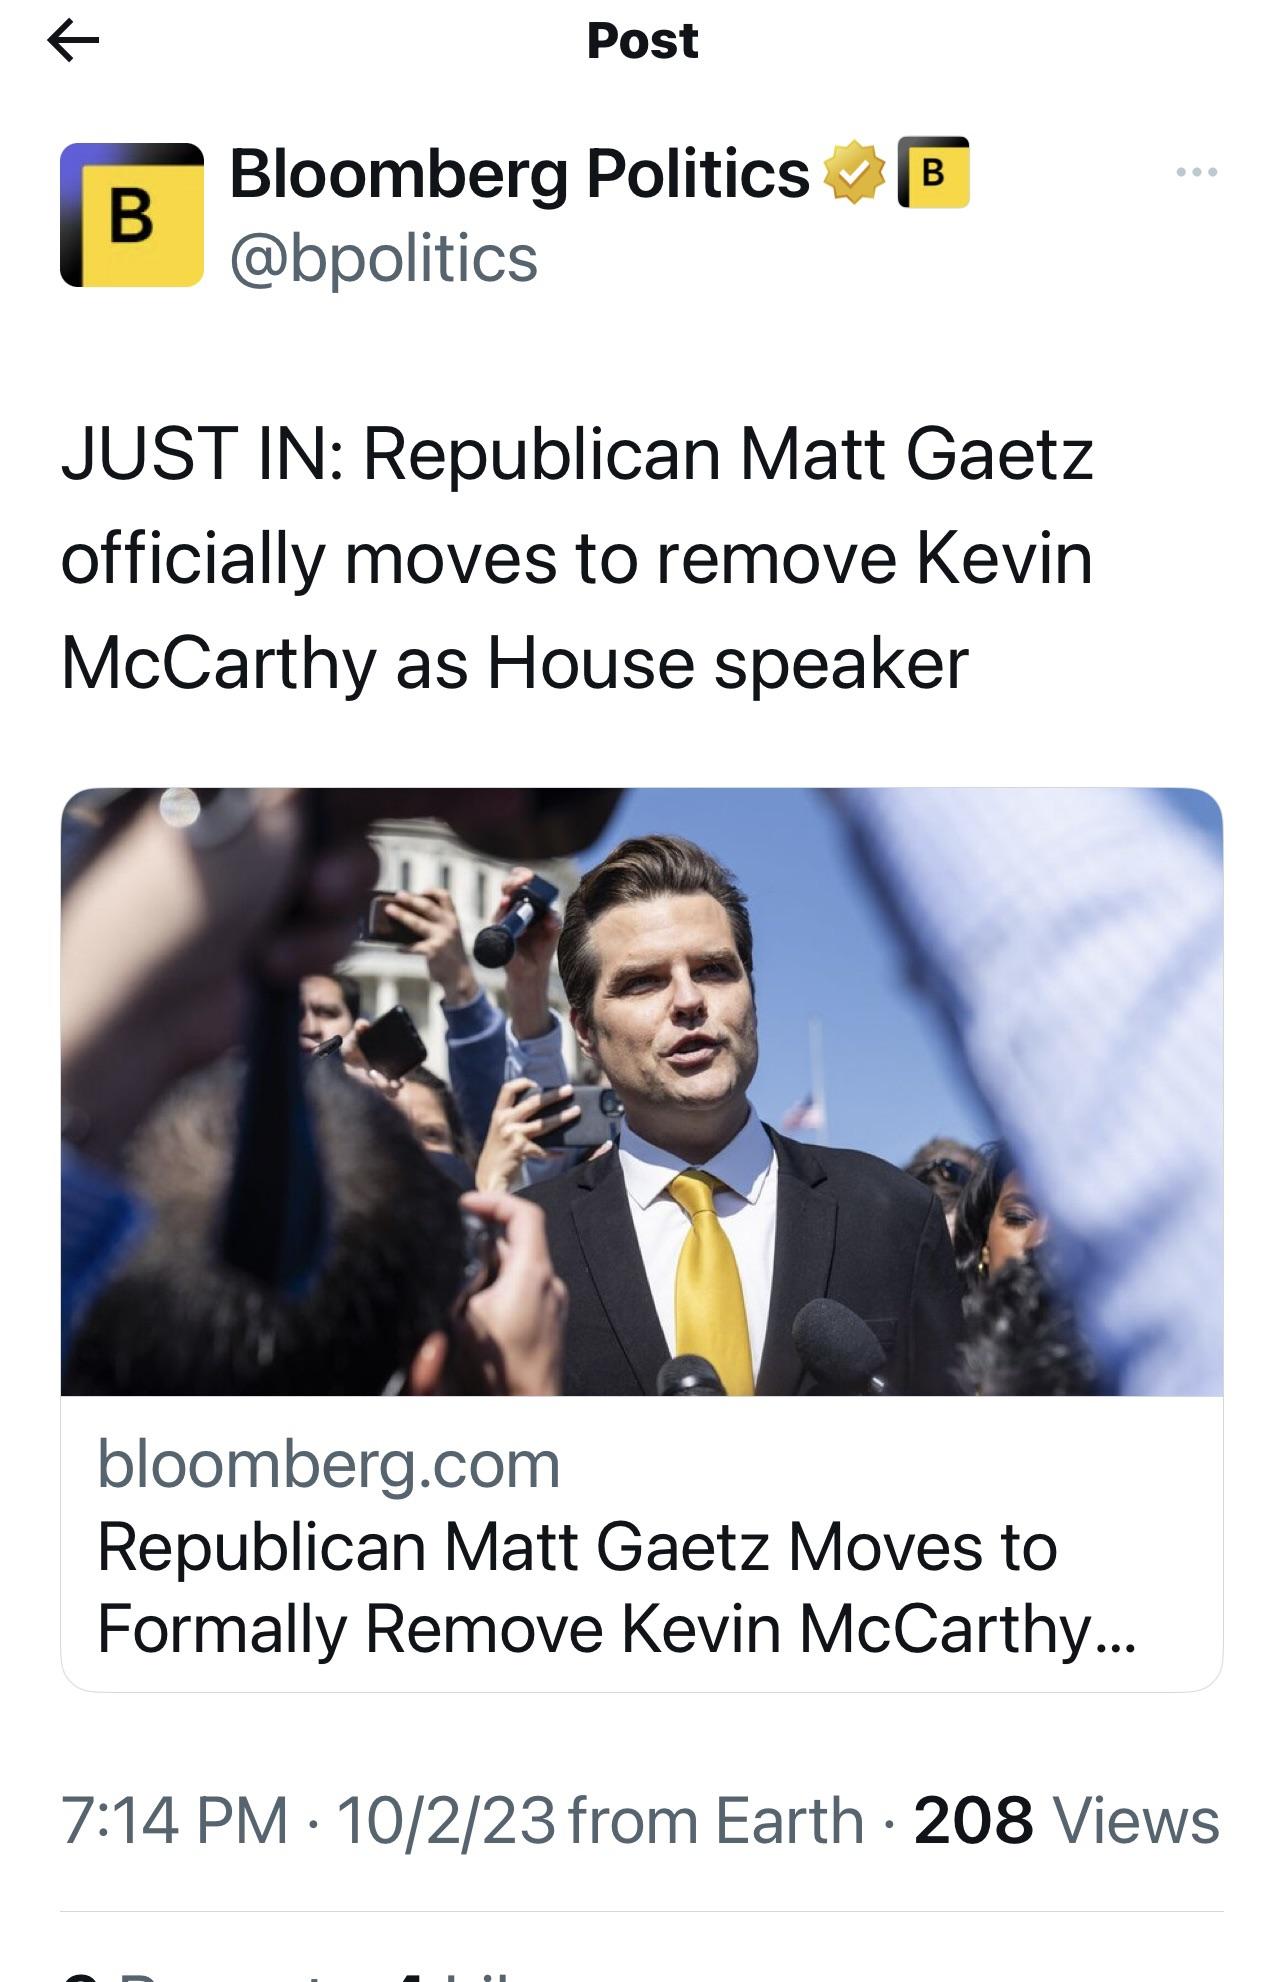 Post
B
Bloomberg Politics B
@bpolitics
JUST IN: Republican Matt Gaetz
officially moves to remove Kevin
McCarthy as House speaker
bloomberg.com
Republican Matt Gaetz Moves to
Formally Remove Kevin McCarthy...
7:14 PM · 10/2/23 from Earth · 208 Views